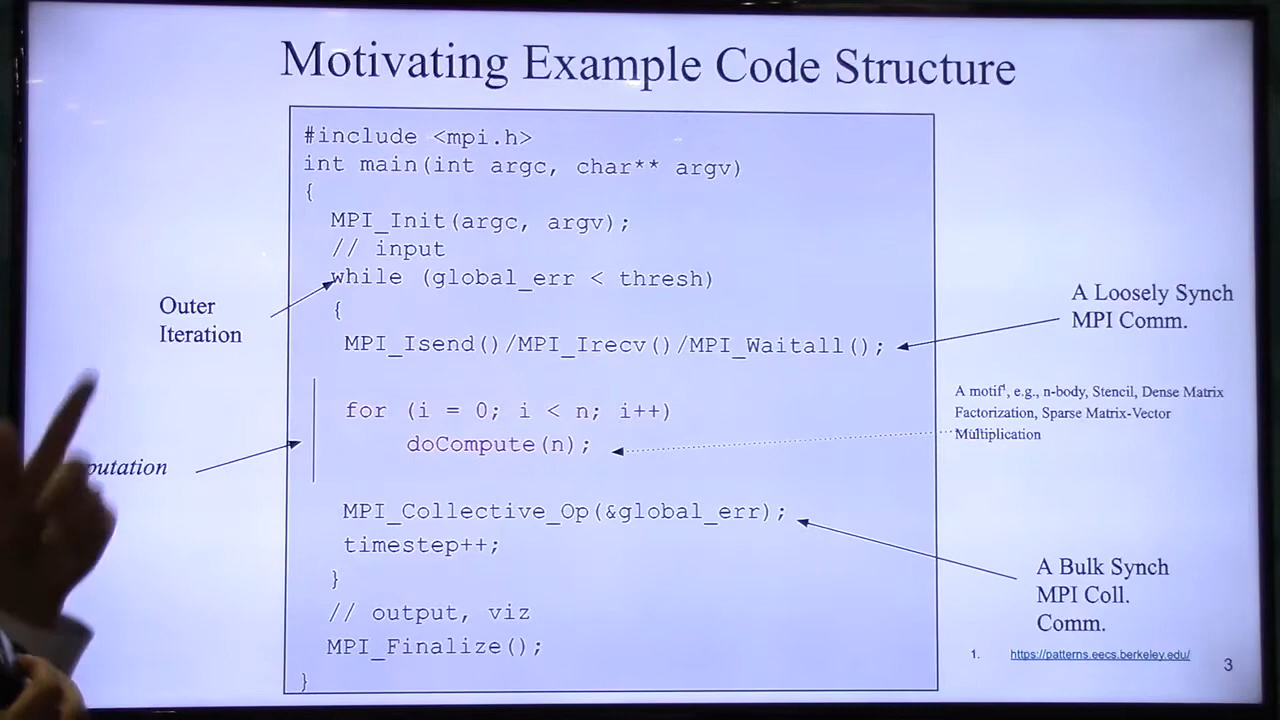 Motivating Example Code Structure
#include <mpi.h>
int main(int argc, char** argv)
{
MPI_Init(argc, argv);
// input
while (global_err < thresh)
{
MPI_Isend()/MPI_Irecv()/MPI_Waitall();
for (i = 0; i < n; i++)
doCompute(n);
MPI_Collective_Op(&global_err);
timestep++;
}
// output, viz
MPI_Finalize();
}
Outer
Iteration
putation
A Loosely Synch
MPI Comm.
A motif¹, e.g., n-body, Stencil, Dense Matrix
Factorization, Sparse Matrix-Vector
Multiplication
A Bulk Synch
MPI Coll.
Comm.
1. https://patterns.eecs.berkeley.edu/
3